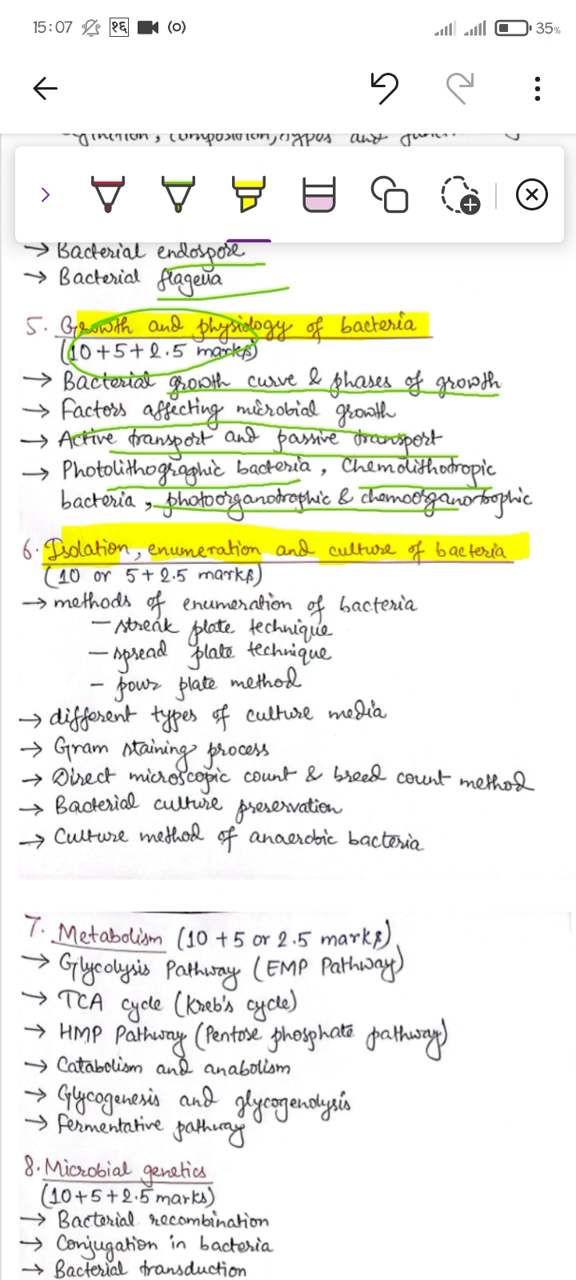 15:07 १६ 35%
→ Bacterial endospore
→ Bacterial flagella
5. Growth and physiology of bacteria
(10+5+2.5 marks)
→ Bacterial growth curve & phases of growth
→ Factors affecting microbial growth
→ Active transport and passive transport
→ Photolithographic bacteria, Chemolithotropic
bacteria, photoorganotrophic & chemoorganortrophic
6. Isolation, enumeration and culture of bacteria
(10 or 5+2.5 marks)
→ methods of enumeration of bacteria
– streak plate technique
– spread plate technique
– pour plate method
→ different types of culture media
→ Gram staining process
→ Direct microscopic count & breed count method
→ Bacterial culture preservation
→ Culture method of anaerobic bacteria
7. Metabolism (10+5 or 2.5 marks)
→ Glycolysis Pathway (EMP Pathway)
→ TCA cycle (Kreb's cycle)
→ HMP Pathway (Pentose phosphate pathway)
→ Catabolism and anabolism
→ Glycogenesis and glycogenolysis
→ Fermentative pathway
8. Microbial genetics
(10+5+2.5 marks)
→ Bacterial recombination
→ Conjugation in bacteria
→ Bacterial transduction